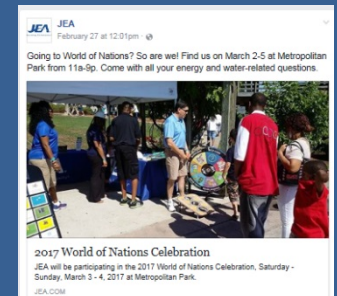 JEA
JEA
February 27 at 12:01pm ·
Going to World of Nations? So are we! Find us on March 2-5 at Metropolitan
Park from 11a-9p. Come with all your energy and water-related questions.
2017 World of Nations Celebration
JEA will be participating in the 2017 World of Nations Celebration, Saturday -
Sunday, March 3 - 4, 2017 at Metropolitan Park.
JEA.COM